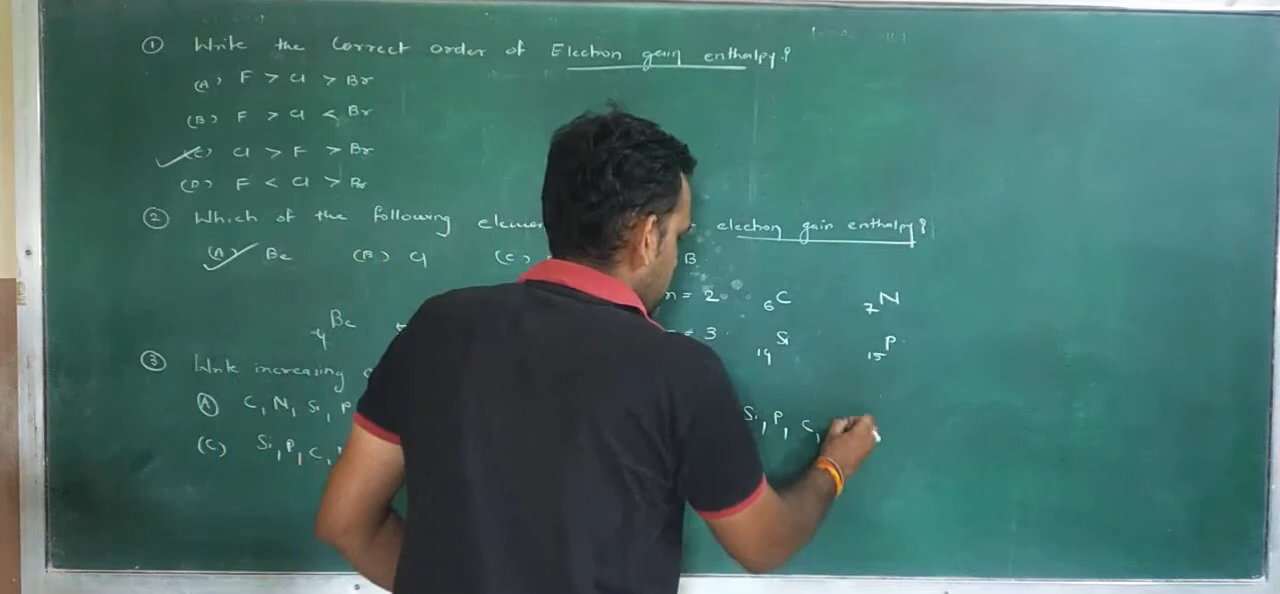 ① Write the Correct order of Electron gain enthalpy?
(A) F > Cl > Br
(B) F > Cl < Br
(C) Cl > F > Br
(D) F < Cl > Br
② Which of the following electron gain enthalpy?
(A) Be (B) (C) B
n = 2 6C 7N
4Be = 3 14Si 15P
③ Write increasing
(A) C, N, Si, P
Si, P, C,
(C) Si, P, C,